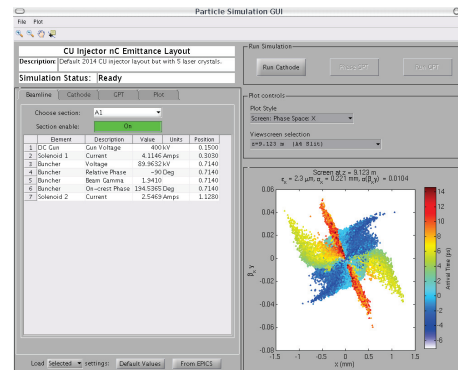 Particle Simulation GUI
File Plot
CU Injector nC Emittance Layout
Description: Default 2014 CU injector layout but with 5 laser crystals.
Simulation Status: Ready
Beamline Cathode GPT Plot
Choose section: A1
Section enable: On
Element Description Value Units Position
1 DC Gun Gun Voltage 400 kV 0.1500
2 Solenoid 1 Current 4.1146 Amps 0.3030
3 Buncher Voltage 89.9632 kV 0.7140
4 Buncher Relative Phase -90 Deg 0.7140
5 Buncher Beam Gamma 1.9410 0.7140
6 Buncher On-crest Phase 194.5365 Deg 0.7140
7 Solenoid 2 Current 2.5469 Amps 1.1280
Load Selected settings: Default Values From EPICS
Run Simulation
Run Cathode
Plot controls
Plot Style
Screen: Phase Space: X
Viewscreen selection
z=9.123 m (A4 Slit)
Screen at z = 9.123 m
εn = 2.3 μm, σx = 0.221 mm, σ(βxγ) = 0.0104
0.06
0.04
0.02
0
-0.02
-0.04
-0.06
-0.08
βxγ
-1.5 -1 -0.5 0 0.5 1 1.5
x (mm)
14
12
10
8
6
4
2
0
-2
-4
-6
Arrival Time (ps)